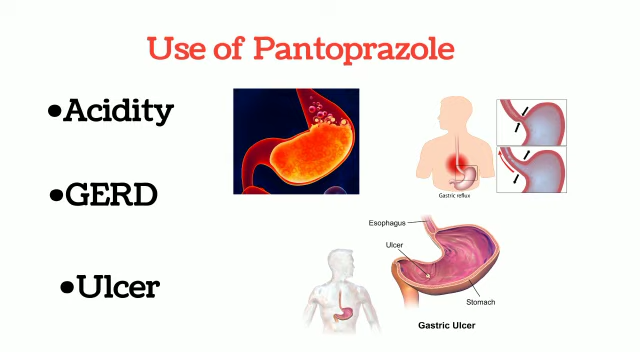 Use of Pantoprazole
•Acidity
•GERD
•Ulcer
Gastric reflux
Esophagus
Ulcer
Stomach
Gastric Ulcer